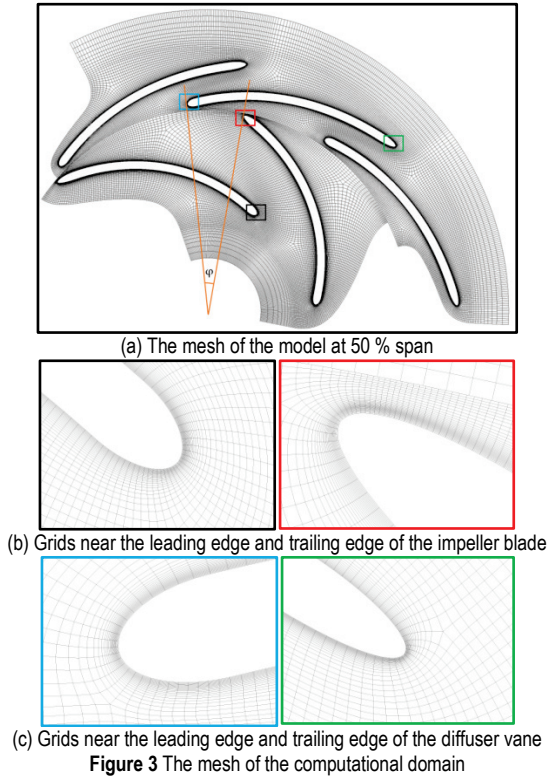 φ
(a) The mesh of the model at 50 % span
(b) Grids near the leading edge and trailing edge of the impeller blade
(c) Grids near the leading edge and trailing edge of the diffuser vane
Figure 3 The mesh of the computational domain